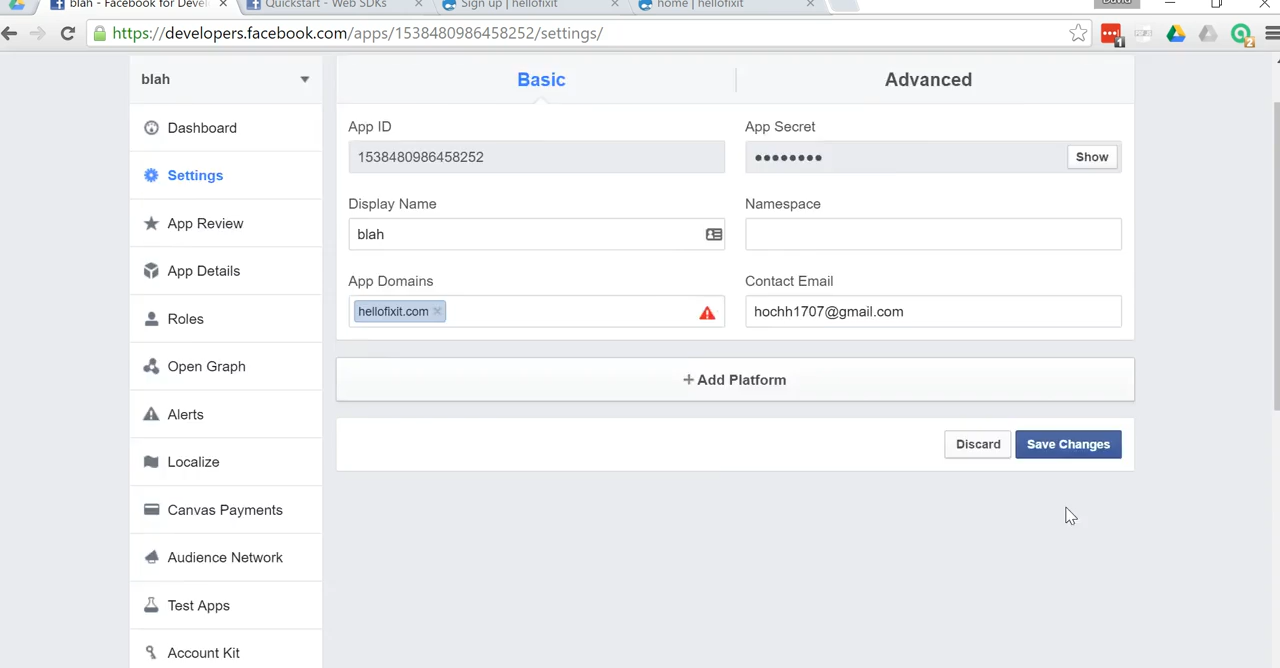 blah - Facebook for Devel
Quickstart - Web SDKs
Sign up | hellofixit
home | hellofixit
David
https://developers.facebook.com/apps/1538480986458252/settings/
blah
Basic
Advanced
Dashboard
Settings
App Review
App Details
Roles
Open Graph
Alerts
Localize
Canvas Payments
Audience Network
Test Apps
Account Kit
App ID
1538480986458252
App Secret
••••••••
Show
Display Name
blah
Namespace
App Domains
hellofixit.com
Contact Email
hochh1707@gmail.com
+ Add Platform
Discard
Save Changes
1
2